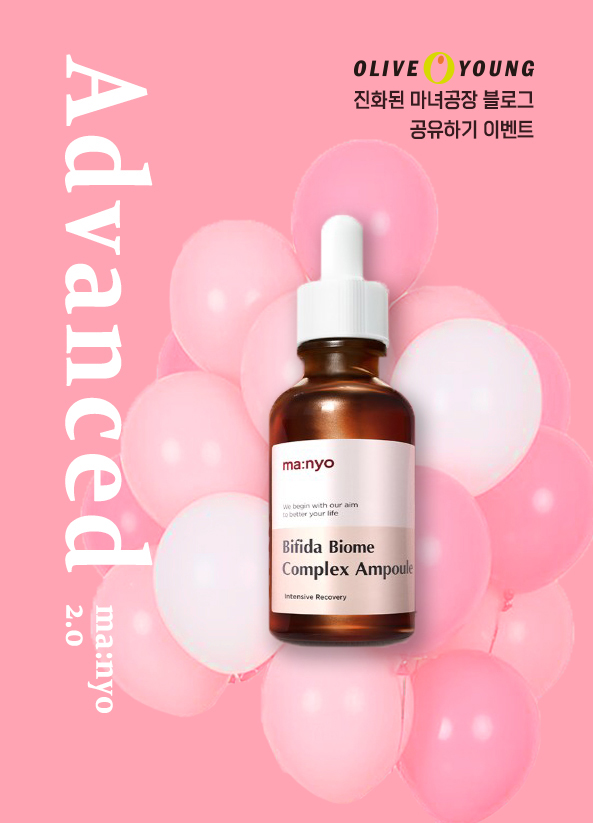 OLIVE YOUNG
진화된 마녀공장 블로그
공유하기 이벤트
Advanced
ma:nyo
2.0
ma:nyo
We begin with our aim
to better your life
Bifida Biome
Complex Ampoule
Intensive Recovery